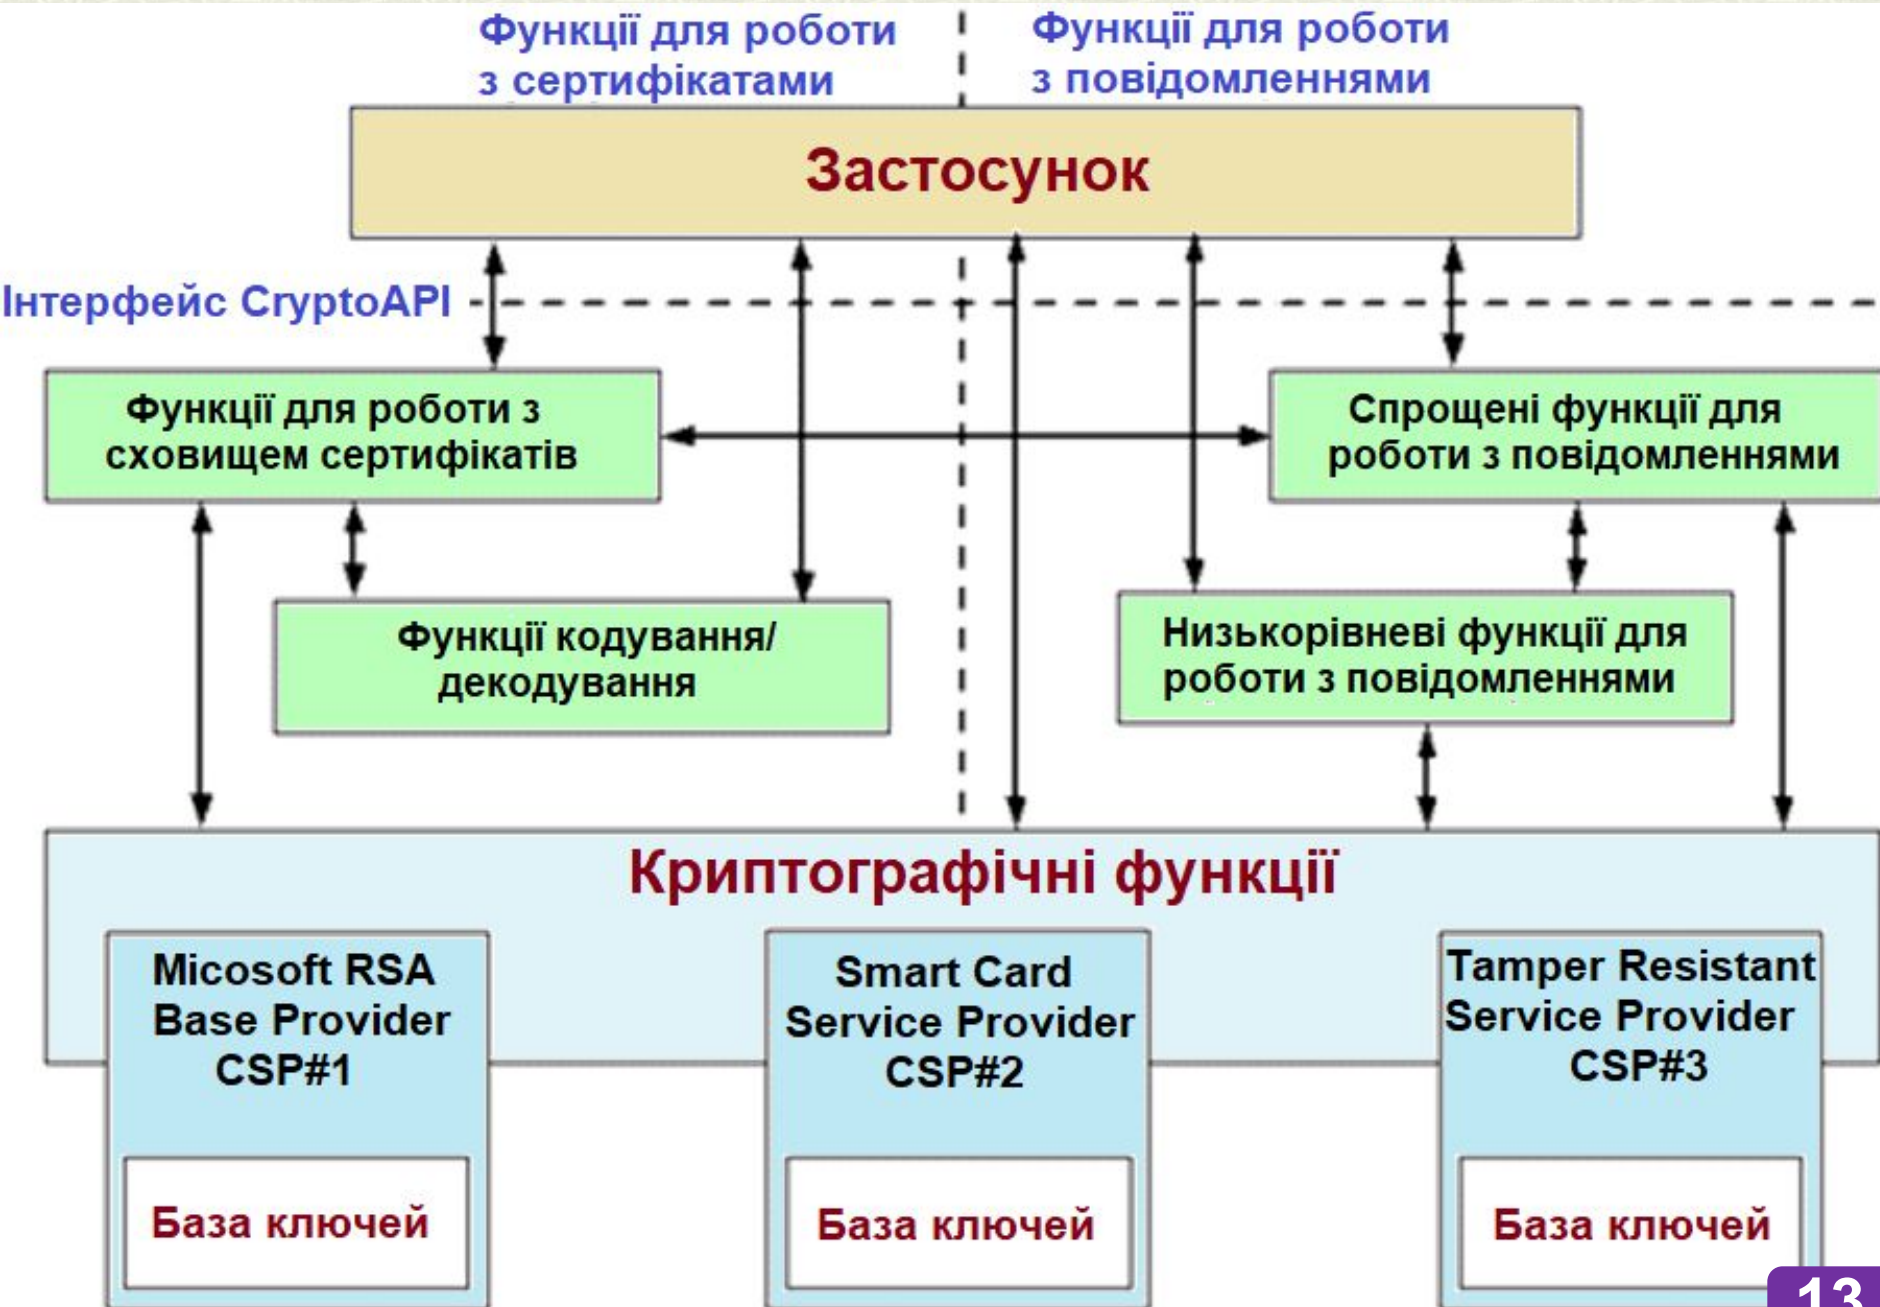 Функції для роботи
з сертифікатами
Функції для роботи
з повідомленнями
Застосунок
Інтерфейс CryptoAPI
Функції для роботи з
сховищем сертифікатів
Спрощені функції для
роботи з повідомленнями
Функції кодування/
декодування
Низькорівневі функції для
роботи з повідомленнями
Криптографічні функції
Micosoft RSA
Base Provider
CSP#1
База ключей
Smart Card
Service Provider
CSP#2
База ключей
Tamper Resistant
Service Provider
CSP#3
База ключей
13